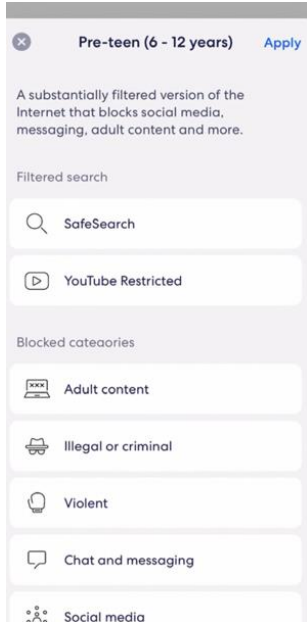 Pre-teen (6 - 12 years) Apply
A substantially filtered version of the
Internet that blocks social media,
messaging, adult content and more.
Filtered search
SafeSearch
YouTube Restricted
Blocked categories
xxx
Adult content
Illegal or criminal
Violent
Chat and messaging
Social media